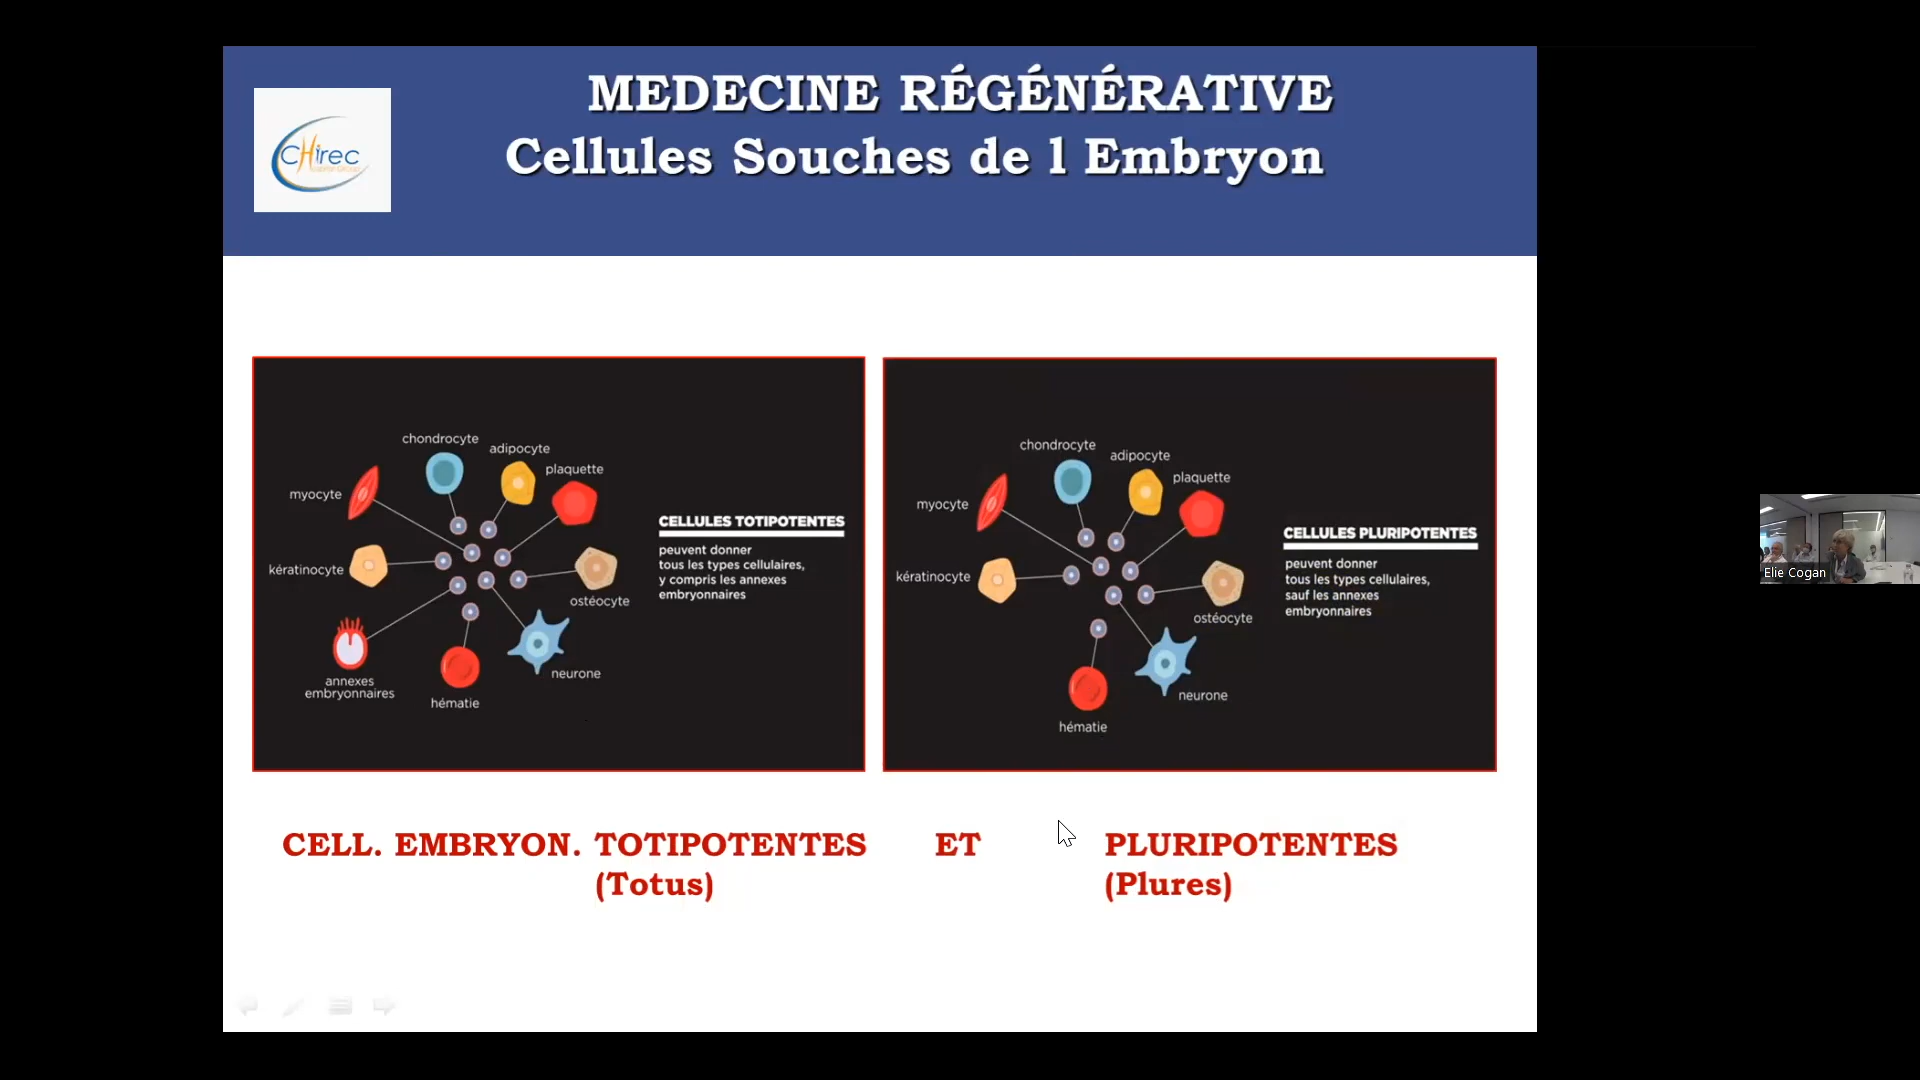 MEDECINE RÉGÉNÉRATIVE
Cellules Souches de l Embryon
CHirec
chondrocyte
adipocyte
plaquette
myocyte
kératinocyte
ostéocyte
annexes
embryonnaires
hématie
neurone
CELLULES TOTIPOTENTES
peuvent donner
tous les types cellulaires,
y compris les annexes
embryonnaires
chondrocyte
adipocyte
plaquette
myocyte
kératinocyte
ostéocyte
neurone
hématie
CELLULES PLURIPOTENTES
peuvent donner
tous les types cellulaires,
sauf les annexes
embryonnaires
CELL. EMBRYON. TOTIPOTENTES ET PLURIPOTENTES
(Totus) (Plures)
Elie Cogan